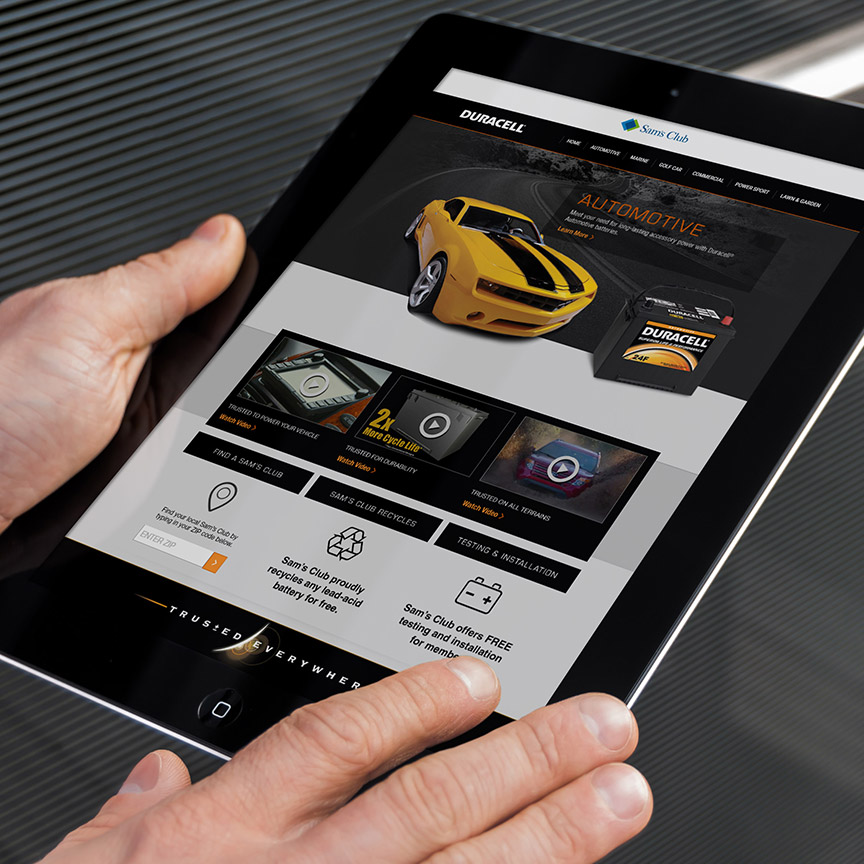 Sam's Club
DURACELL
HOME
AUTOMOTIVE
MARINE
GOLF CAR
COMMERCIAL
POWER SPORT
LAWN & GARDEN
AUTOMOTIVE
Meet your need for long-lasting accessory power with Duracell®
Automotive batteries.
Learn More >
DURACELL
DURACELL
24F
TRUSTED TO POWER YOUR VEHICLE
Watch Video >
2x
More Cycle Life*
TRUSTED FOR DURABILITY
Watch Video >
TRUSTED ON ALL TERRAINS
Watch Video >
FIND A SAM'S CLUB
Find your local Sam's Club by
typing in your ZIP code below.
ENTER ZIP
>
SAM'S CLUB RECYCLES
Sam's Club proudly
recycles any lead-acid
battery for free.
TESTING & INSTALLATION
Sam's Club offers FREE
testing and installation
for memb
TRUSTED EVERYWHER